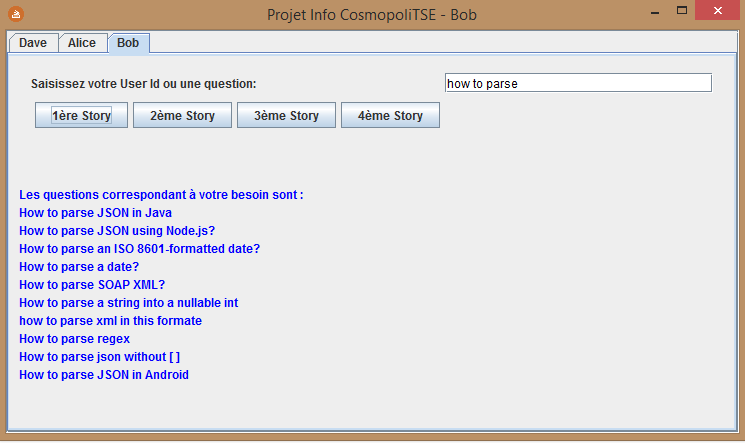 Projet Info CosmopoliTSE - Bob
Dave Alice Bob
Saisissez votre User Id ou une question: how to parse
1ère Story 2ème Story 3ème Story 4ème Story
Les questions correspondant à votre besoin sont :
How to parse JSON in Java
How to parse JSON using Node.js?
How to parse an ISO 8601-formatted date?
How to parse a date?
How to parse SOAP XML?
How to parse a string into a nullable int
how to parse xml in this formate
How to parse regex
How to parse json without [ ]
How to parse JSON in Android